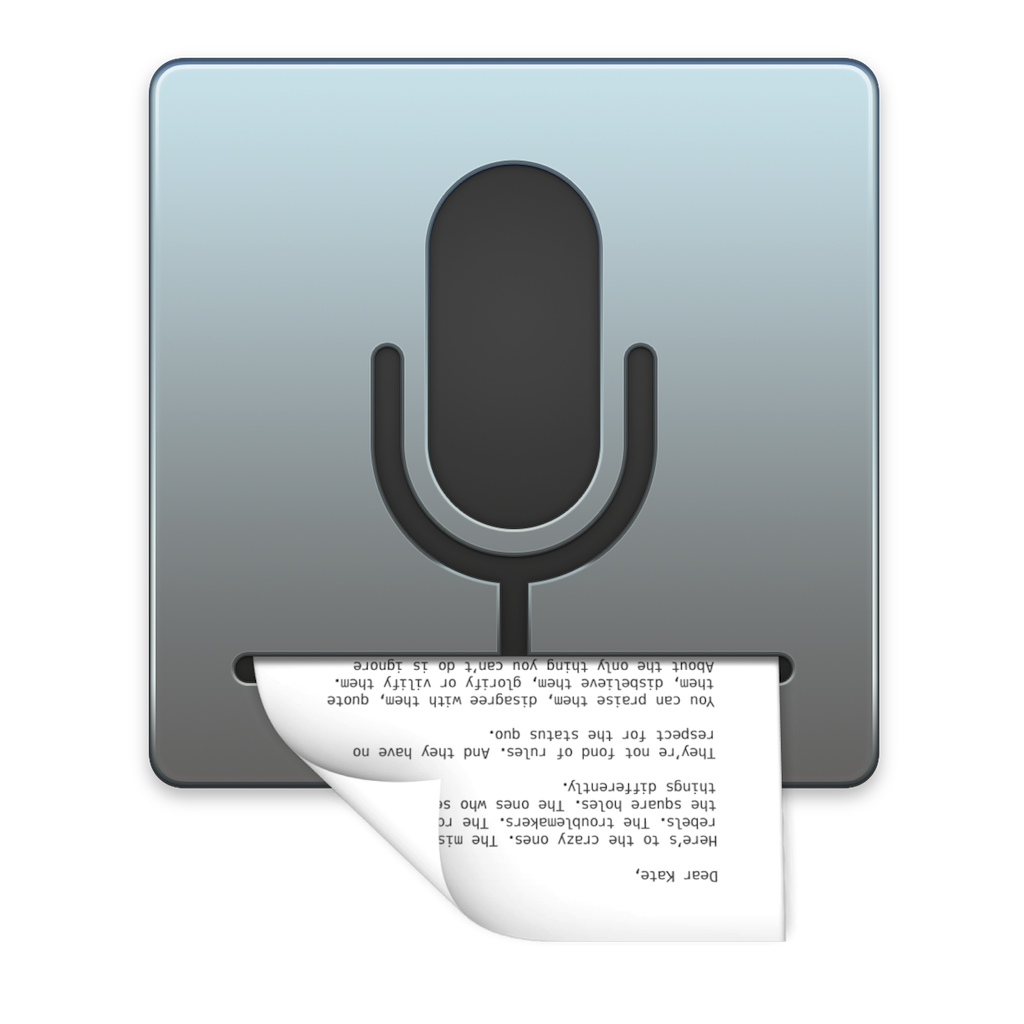 Dear Kate,
Here's to the crazy ones. The mis
rebels. The troublemakers. The ro
the square holes. The ones who se
things differently.
They're not fond of rules. And they have no
respect for the status quo.
You can praise them, disagree with them, quote
them, disbelieve them, glorify or vilify them.
About the only thing you can't do is ignore